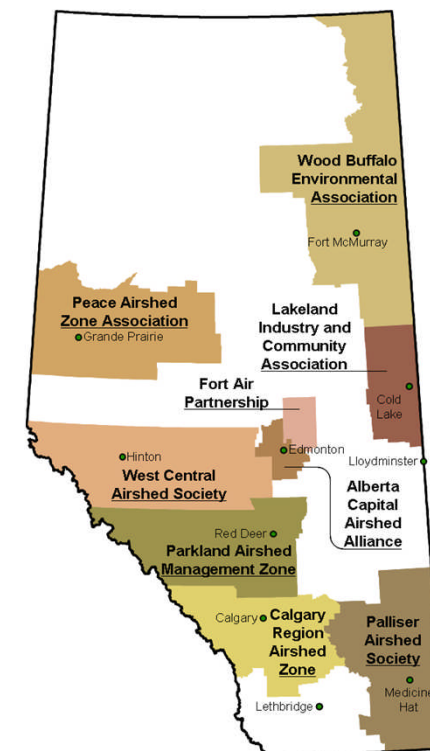 Wood Buffalo
Environmental
Association
Fort McMurray
Peace Airshed
Zone Association
Grande Prairie
Lakeland
Industry and
Community
Association
Fort Air
Partnership
Cold
Lake
Edmonton
Lloydminster
Hinton
West Central
Airshed Society
Alberta
Capital
Airshed
Alliance
Red Deer
Parkland Airshed
Management Zone
Calgary
Calgary
Region
Airshed
Zone
Palliser
Airshed
Society
Medicine
Hat
Lethbridge